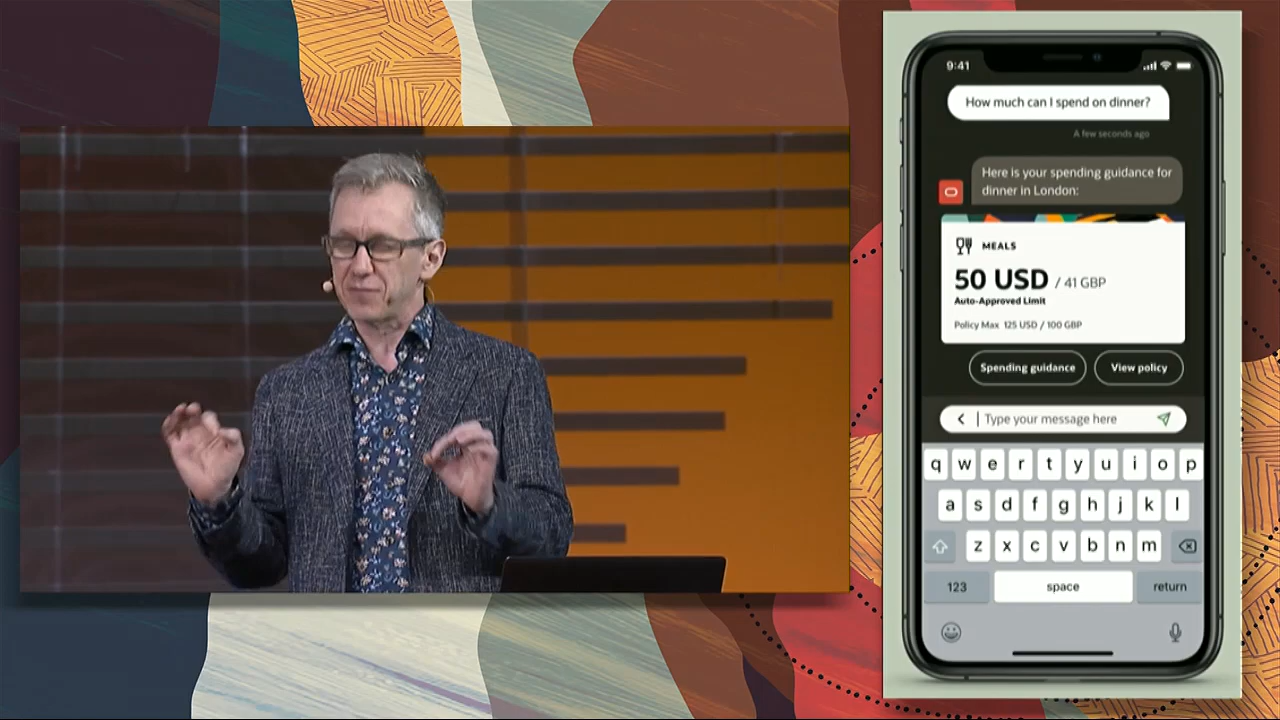 9:41
How much can I spend on dinner?
A few seconds ago
Here is your spending guidance for
dinner in London:
MEALS
50 USD / 41 GBP
Auto-Approved Limit
Policy Max 125 USD / 100 GBP
Spending guidance View policy
Type your message here
q w e r t y u i o p
a s d f g h j k l
z x c v b n m
123 space return